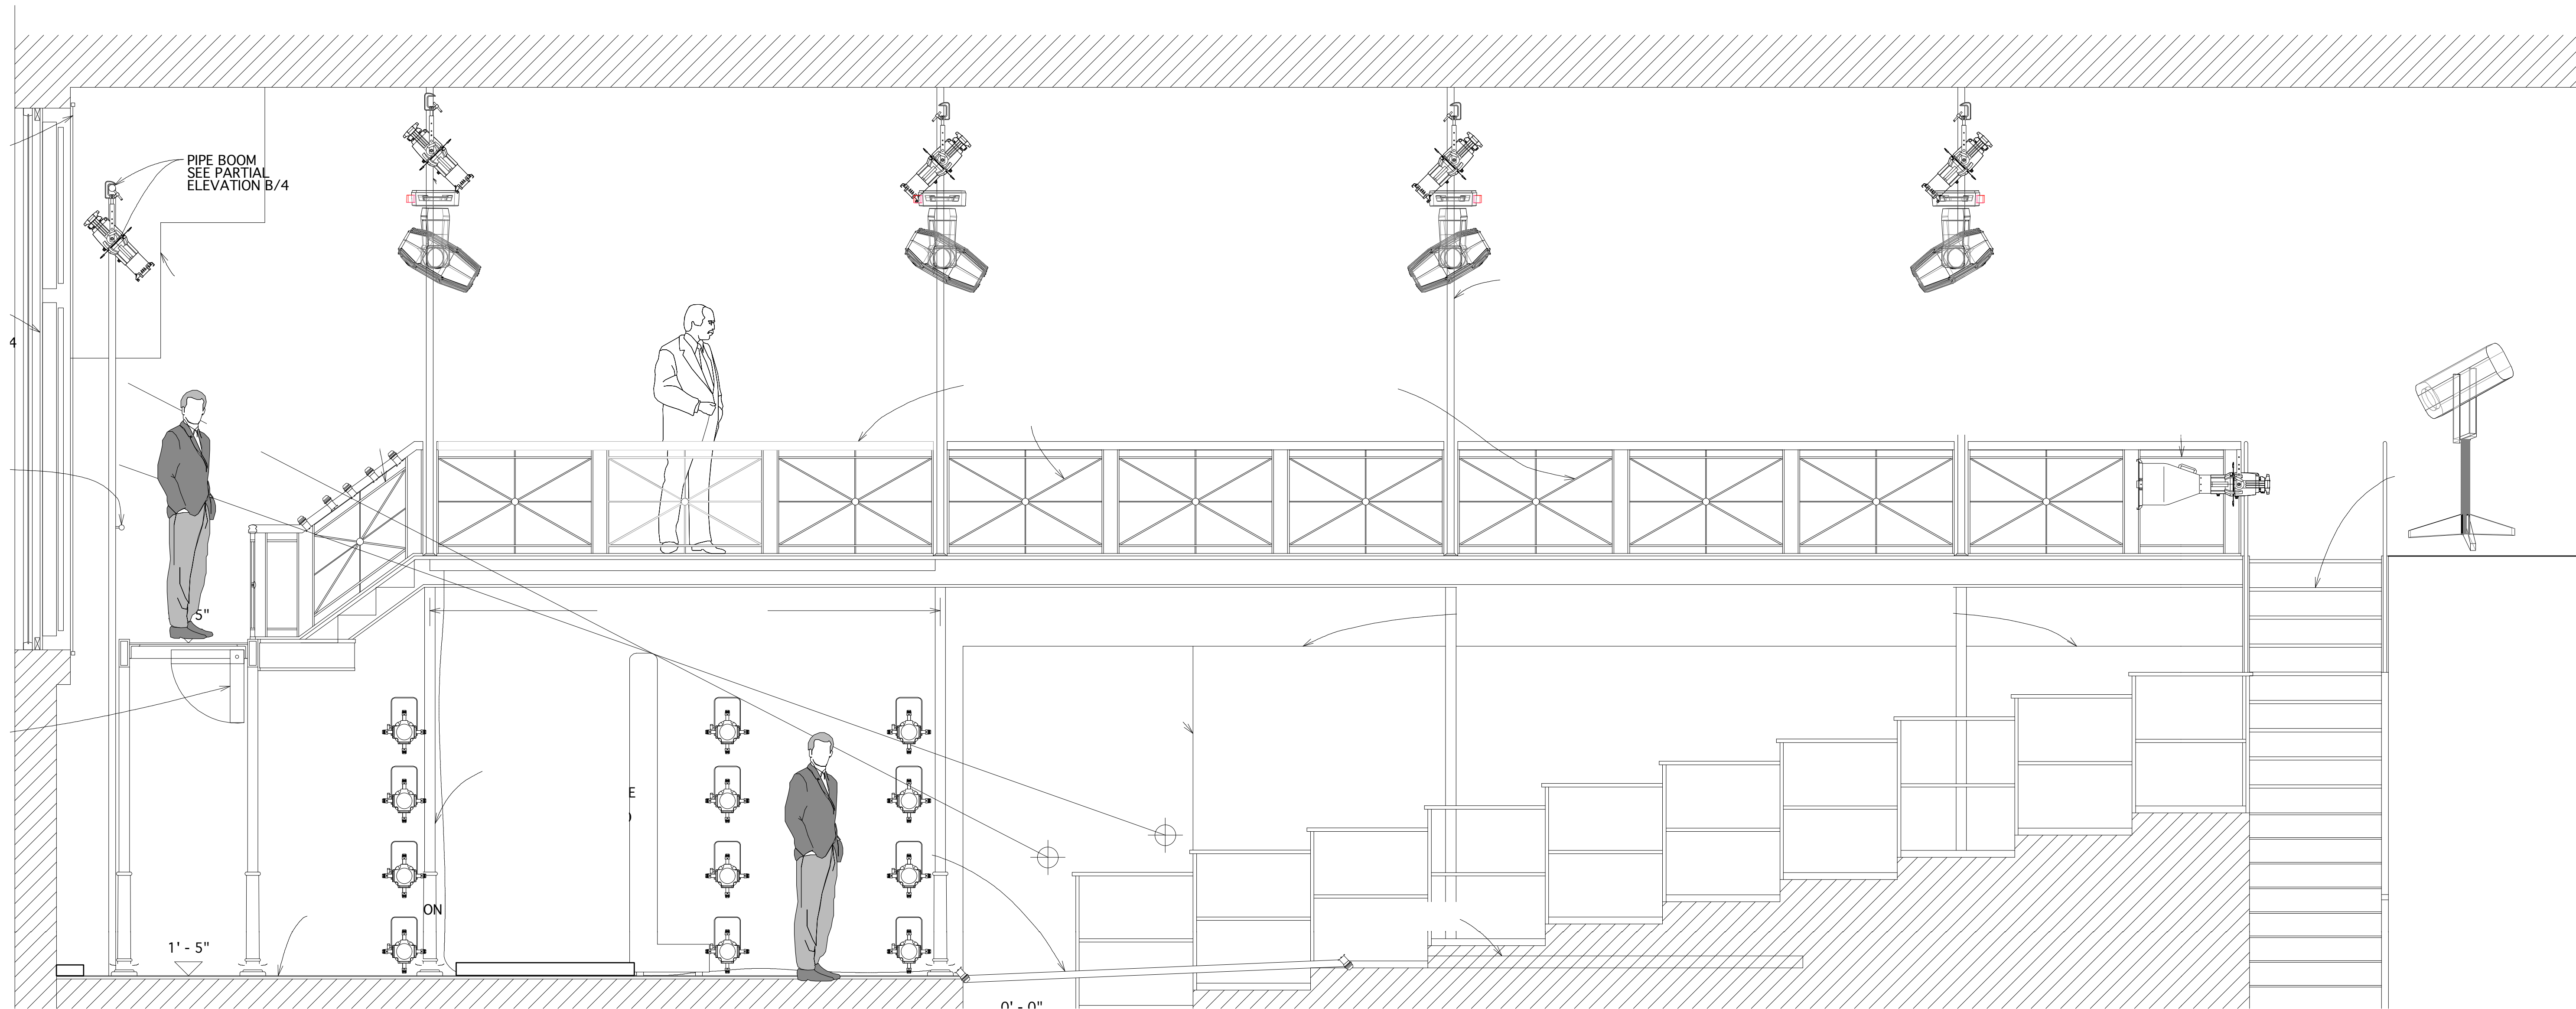 PIPE BOOM
SEE PARTIAL
ELEVATION B/4
4
5"
E
ON
1' - 5"
0' - 0"